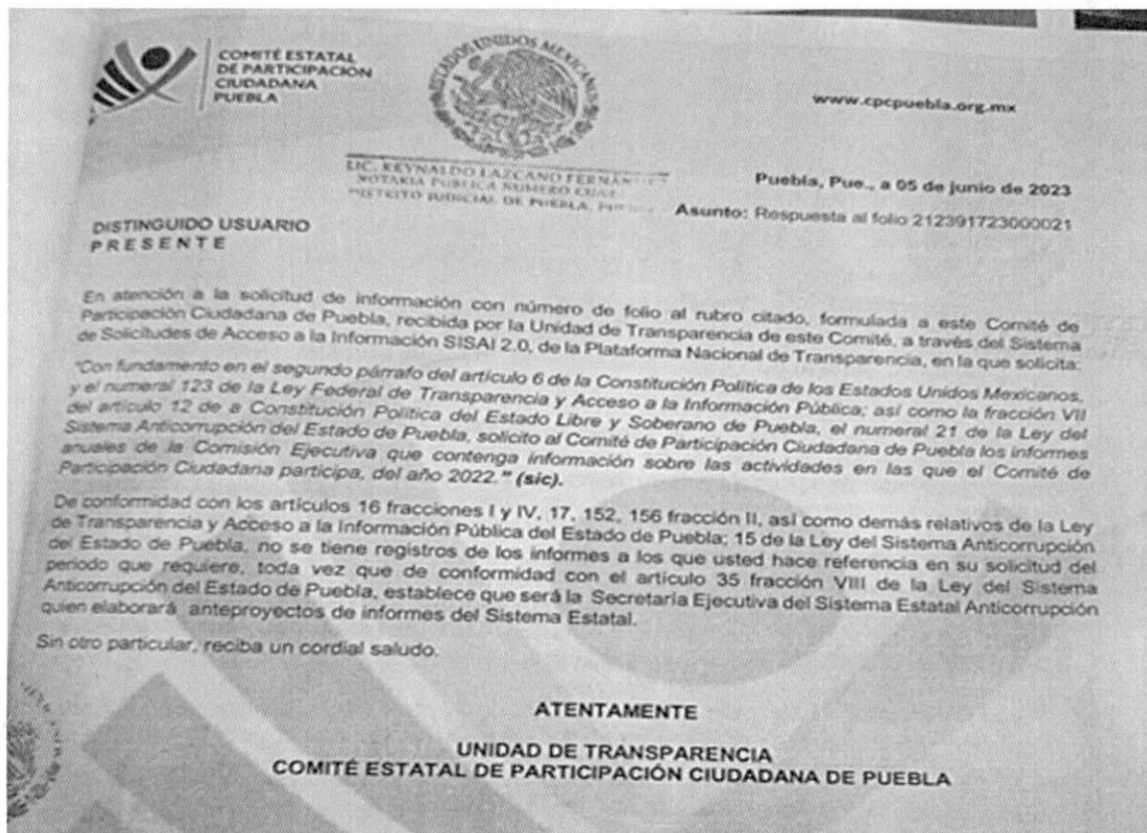 COMITÉ ESTATAL
DE PARTICIPACIÓN
CIUDADANA
PUEBLA
ESTADOS UNIDOS MEXICANOS
www.cpcpuebla.org.mx
LIC. REYNALDO LAZCANO FERNÁNDEZ
NOTARIA PUBLICA NUMERO
DISTRITO JUDICIAL DE PUEBLA,
Puebla, Pue., a 05 de junio de 2023
Asunto: Respuesta al folio 212391723000021
DISTINGUIDO USUARIO
P R E S E N T E
En atención a la solicitud de información con número de folio al rubro citado, formulada a este Comité de
Participación Ciudadana de Puebla, recibida por la Unidad de Transparencia de este Comité, a través del Sistema
de Solicitudes de Acceso a la Información SISAI 2.0, de la Plataforma Nacional de Transparencia, en la que solicita:
"Con fundamento en el segundo párrafo del artículo 6 de la Constitución Política de los Estados Unidos Mexicanos,
y el numeral 123 de la Ley Federal de Transparencia y Acceso a la Información Pública; así como la fracción VII
del artículo 12 de a Constitución Política del Estado Libre y Soberano de Puebla, el numeral 21 de la Ley del
Sistema Anticorrupción del Estado de Puebla, solicito al Comité de Participación Ciudadana de Puebla los informes
anuales de la Comisión Ejecutiva que contenga información sobre las actividades en las que el Comité de
Participación Ciudadana participa, del año 2022." (sic).
De conformidad con los artículos 16 fracciones I y IV, 17, 152, 156 fracción II, así como demás relativos de la Ley
de Transparencia y Acceso a la Información Pública del Estado de Puebla; 15 de la Ley del Sistema Anticorrupción
del Estado de Puebla, no se tiene registros de los informes a los que usted hace referencia en su solicitud del
periodo que requiere, toda vez que de conformidad con el artículo 35 fracción VIII de la Ley del Sistema
Anticorrupción del Estado de Puebla, establece que será la Secretaría Ejecutiva del Sistema Estatal Anticorrupción
quien elaborará anteproyectos de informes del Sistema Estatal.
Sin otro particular, reciba un cordial saludo.
ATENTAMENTE
UNIDAD DE TRANSPARENCIA
COMITÉ ESTATAL DE PARTICIPACIÓN CIUDADANA DE PUEBLA